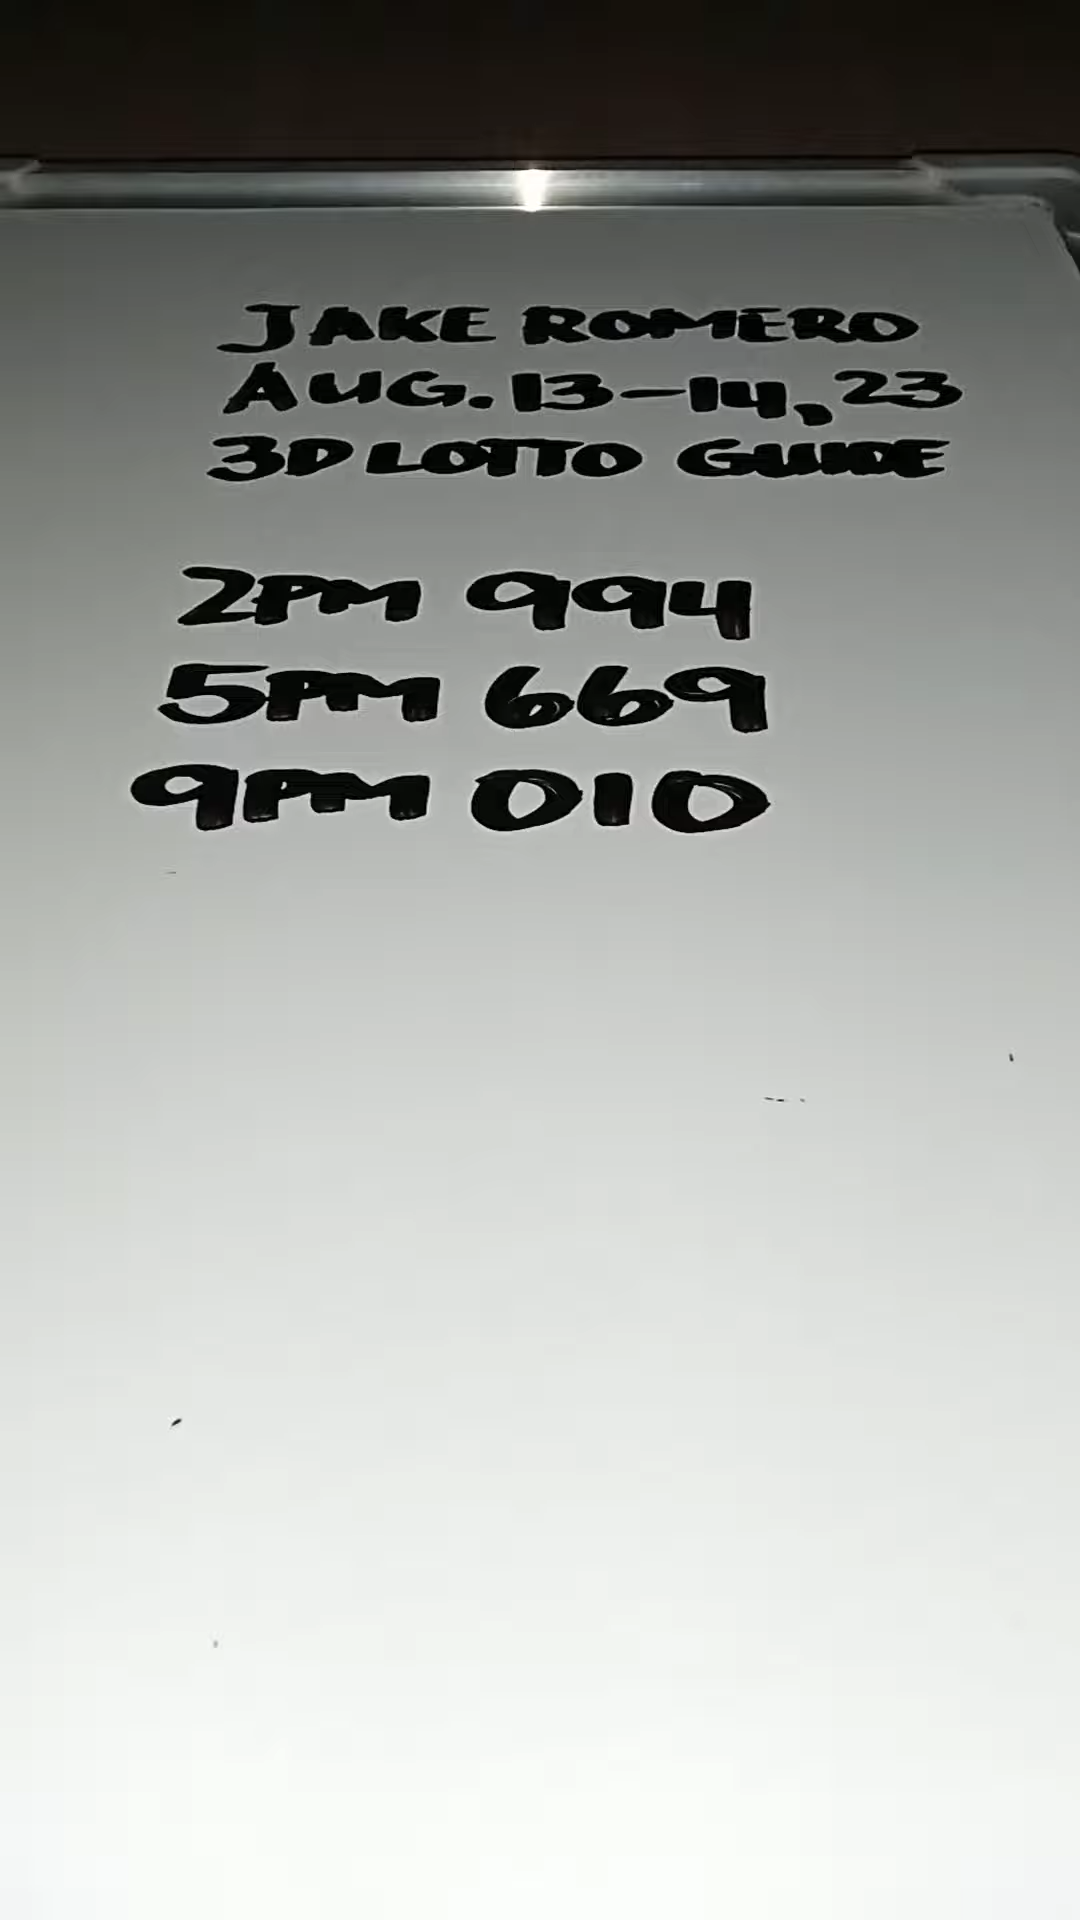 JAKE ROMERO
AUG. 13-14, 23
3D LOTTO GUIDE
2PM 994
5PM 669
9PM 010